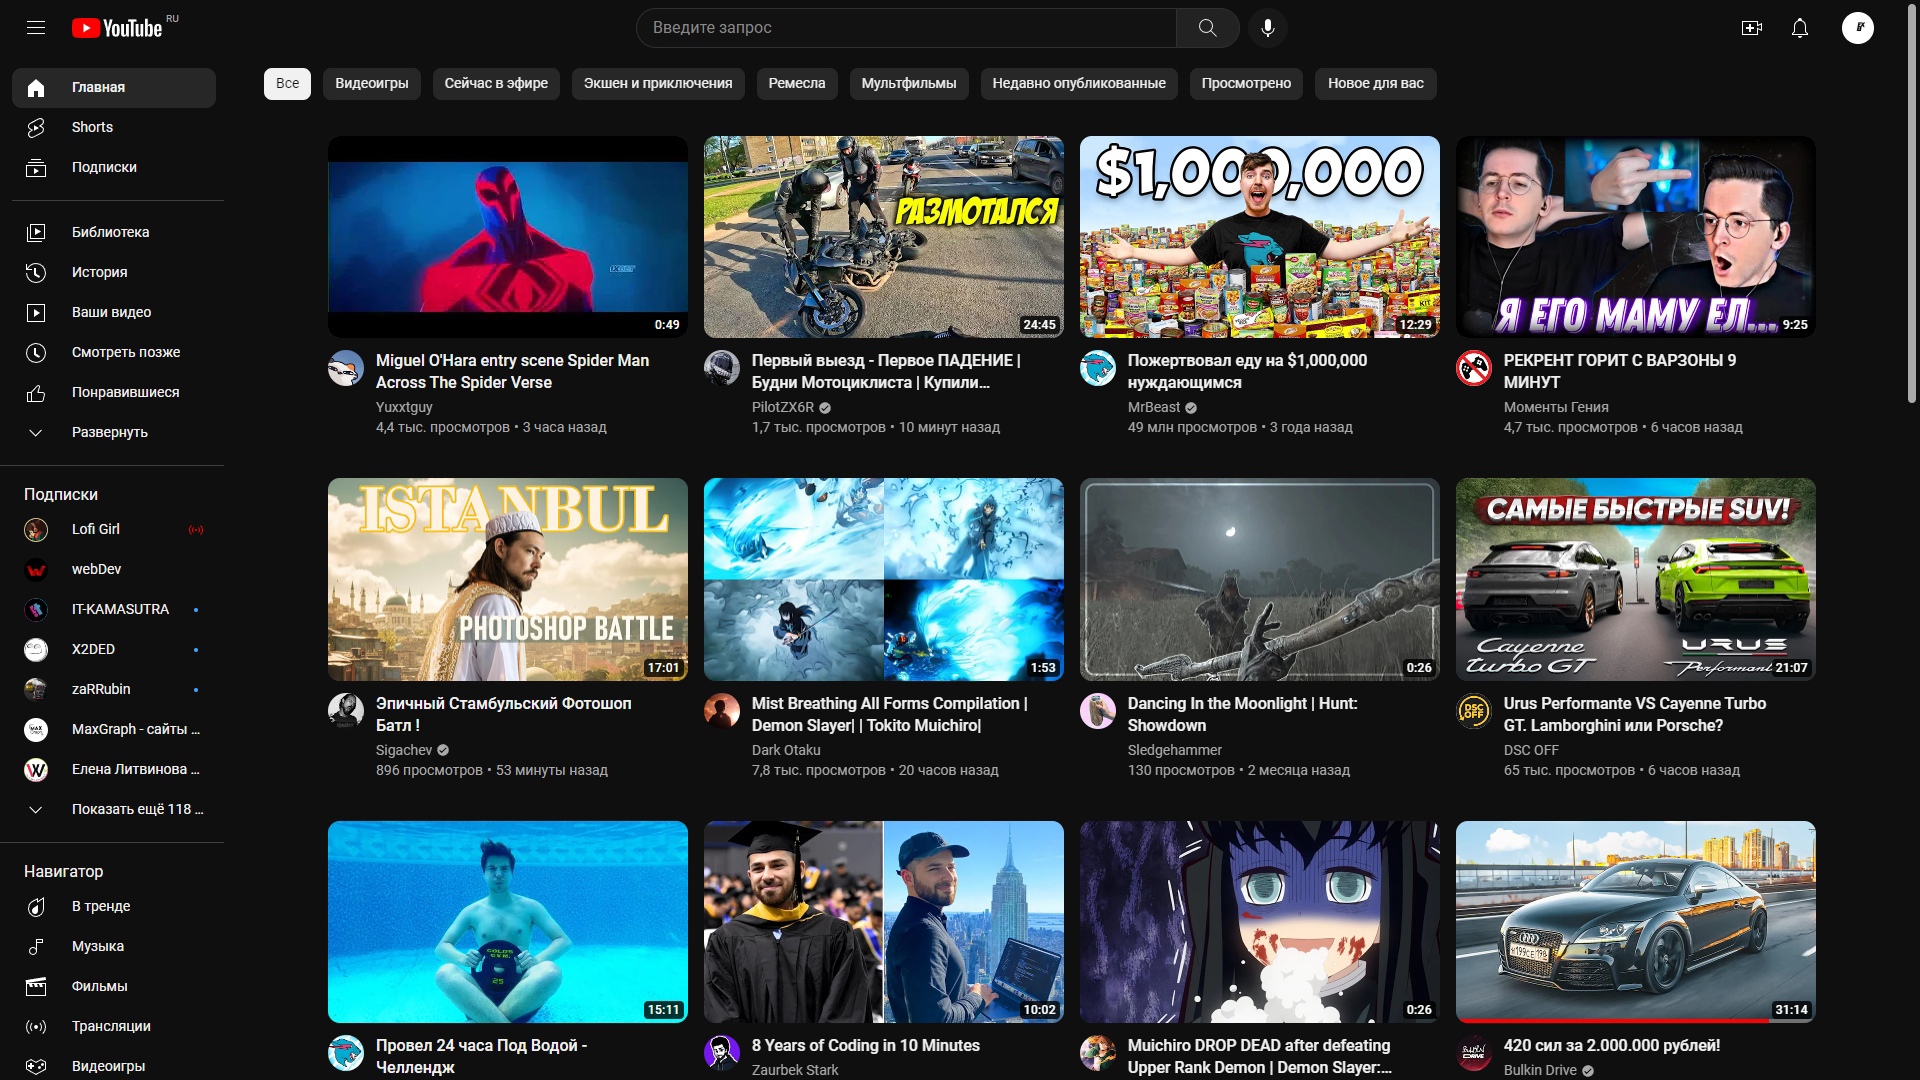 YouTube RU
Введите запрос
Главная
Shorts
Подписки
Библиотека
История
Ваши видео
Смотреть позже
Понравившиеся
Развернуть
Подписки
Lofi Girl
webDev
IT-KAMASUTRA
X2DED
zaRRubin
MaxGraph - сайты ...
Елена Литвинова ...
Показать ещё 118 ...
Навигатор
В тренде
Музыка
Фильмы
Трансляции
Видеоигры
Все
Видеоигры
Сейчас в эфире
Экшен и приключения
Ремесла
Мультфильмы
Недавно опубликованные
Просмотрено
Новое для вас
0:49
Miguel O'Hara entry scene Spider Man
Across The Spider Verse
Yuxxtguy
4,4 тыс. просмотров • 3 часа назад
РАЗМОТАЛСЯ
24:45
Первый выезд - Первое ПАДЕНИЕ |
Будни Мотоциклиста | Купили...
PilotZX6R
1,7 тыс. просмотров • 10 минут назад
$1,000,000
12:29
Пожертвовал еду на $1,000,000
нуждающимся
MrBeast
49 млн просмотров • 3 года назад
Я ЕГО МАМУ ЕЛ...
9:25
РЕКРЕНТ ГОРИТ С ВАРЗОНЫ 9
МИНУТ
Моменты Гения
4,7 тыс. просмотров • 6 часов назад
ISTANBUL
PHOTOSHOP BATTLE
17:01
Эпичный Стамбульский Фотошоп
Батл !
Sigachev
896 просмотров • 53 минуты назад
1:53
Mist Breathing All Forms Compilation |
Demon Slayer| | Tokito Muichiro|
Dark Otaku
7,8 тыс. просмотров • 20 часов назад
0:26
Dancing In the Moonlight | Hunt:
Showdown
Sledgehammer
130 просмотров • 2 месяца назад
САМЫЕ БЫСТРЫЕ SUV!
Cayenne
turbo GT
URUS
21:07
DSC
OFF
Urus Performante VS Cayenne Turbo
GT. Lamborghini или Porsche?
DSC OFF
65 тыс. просмотров • 6 часов назад
GOLD'S
GYM
25
15:11
Провел 24 часа Под Водой -
Челлендж
10:02
8 Years of Coding in 10 Minutes
Zaurbek Stark
0:26
Muichiro DROP DEAD after defeating
Upper Rank Demon | Demon Slayer:...
31:14
420 сил за 2.000.000 рублей!
Bulkin Drive